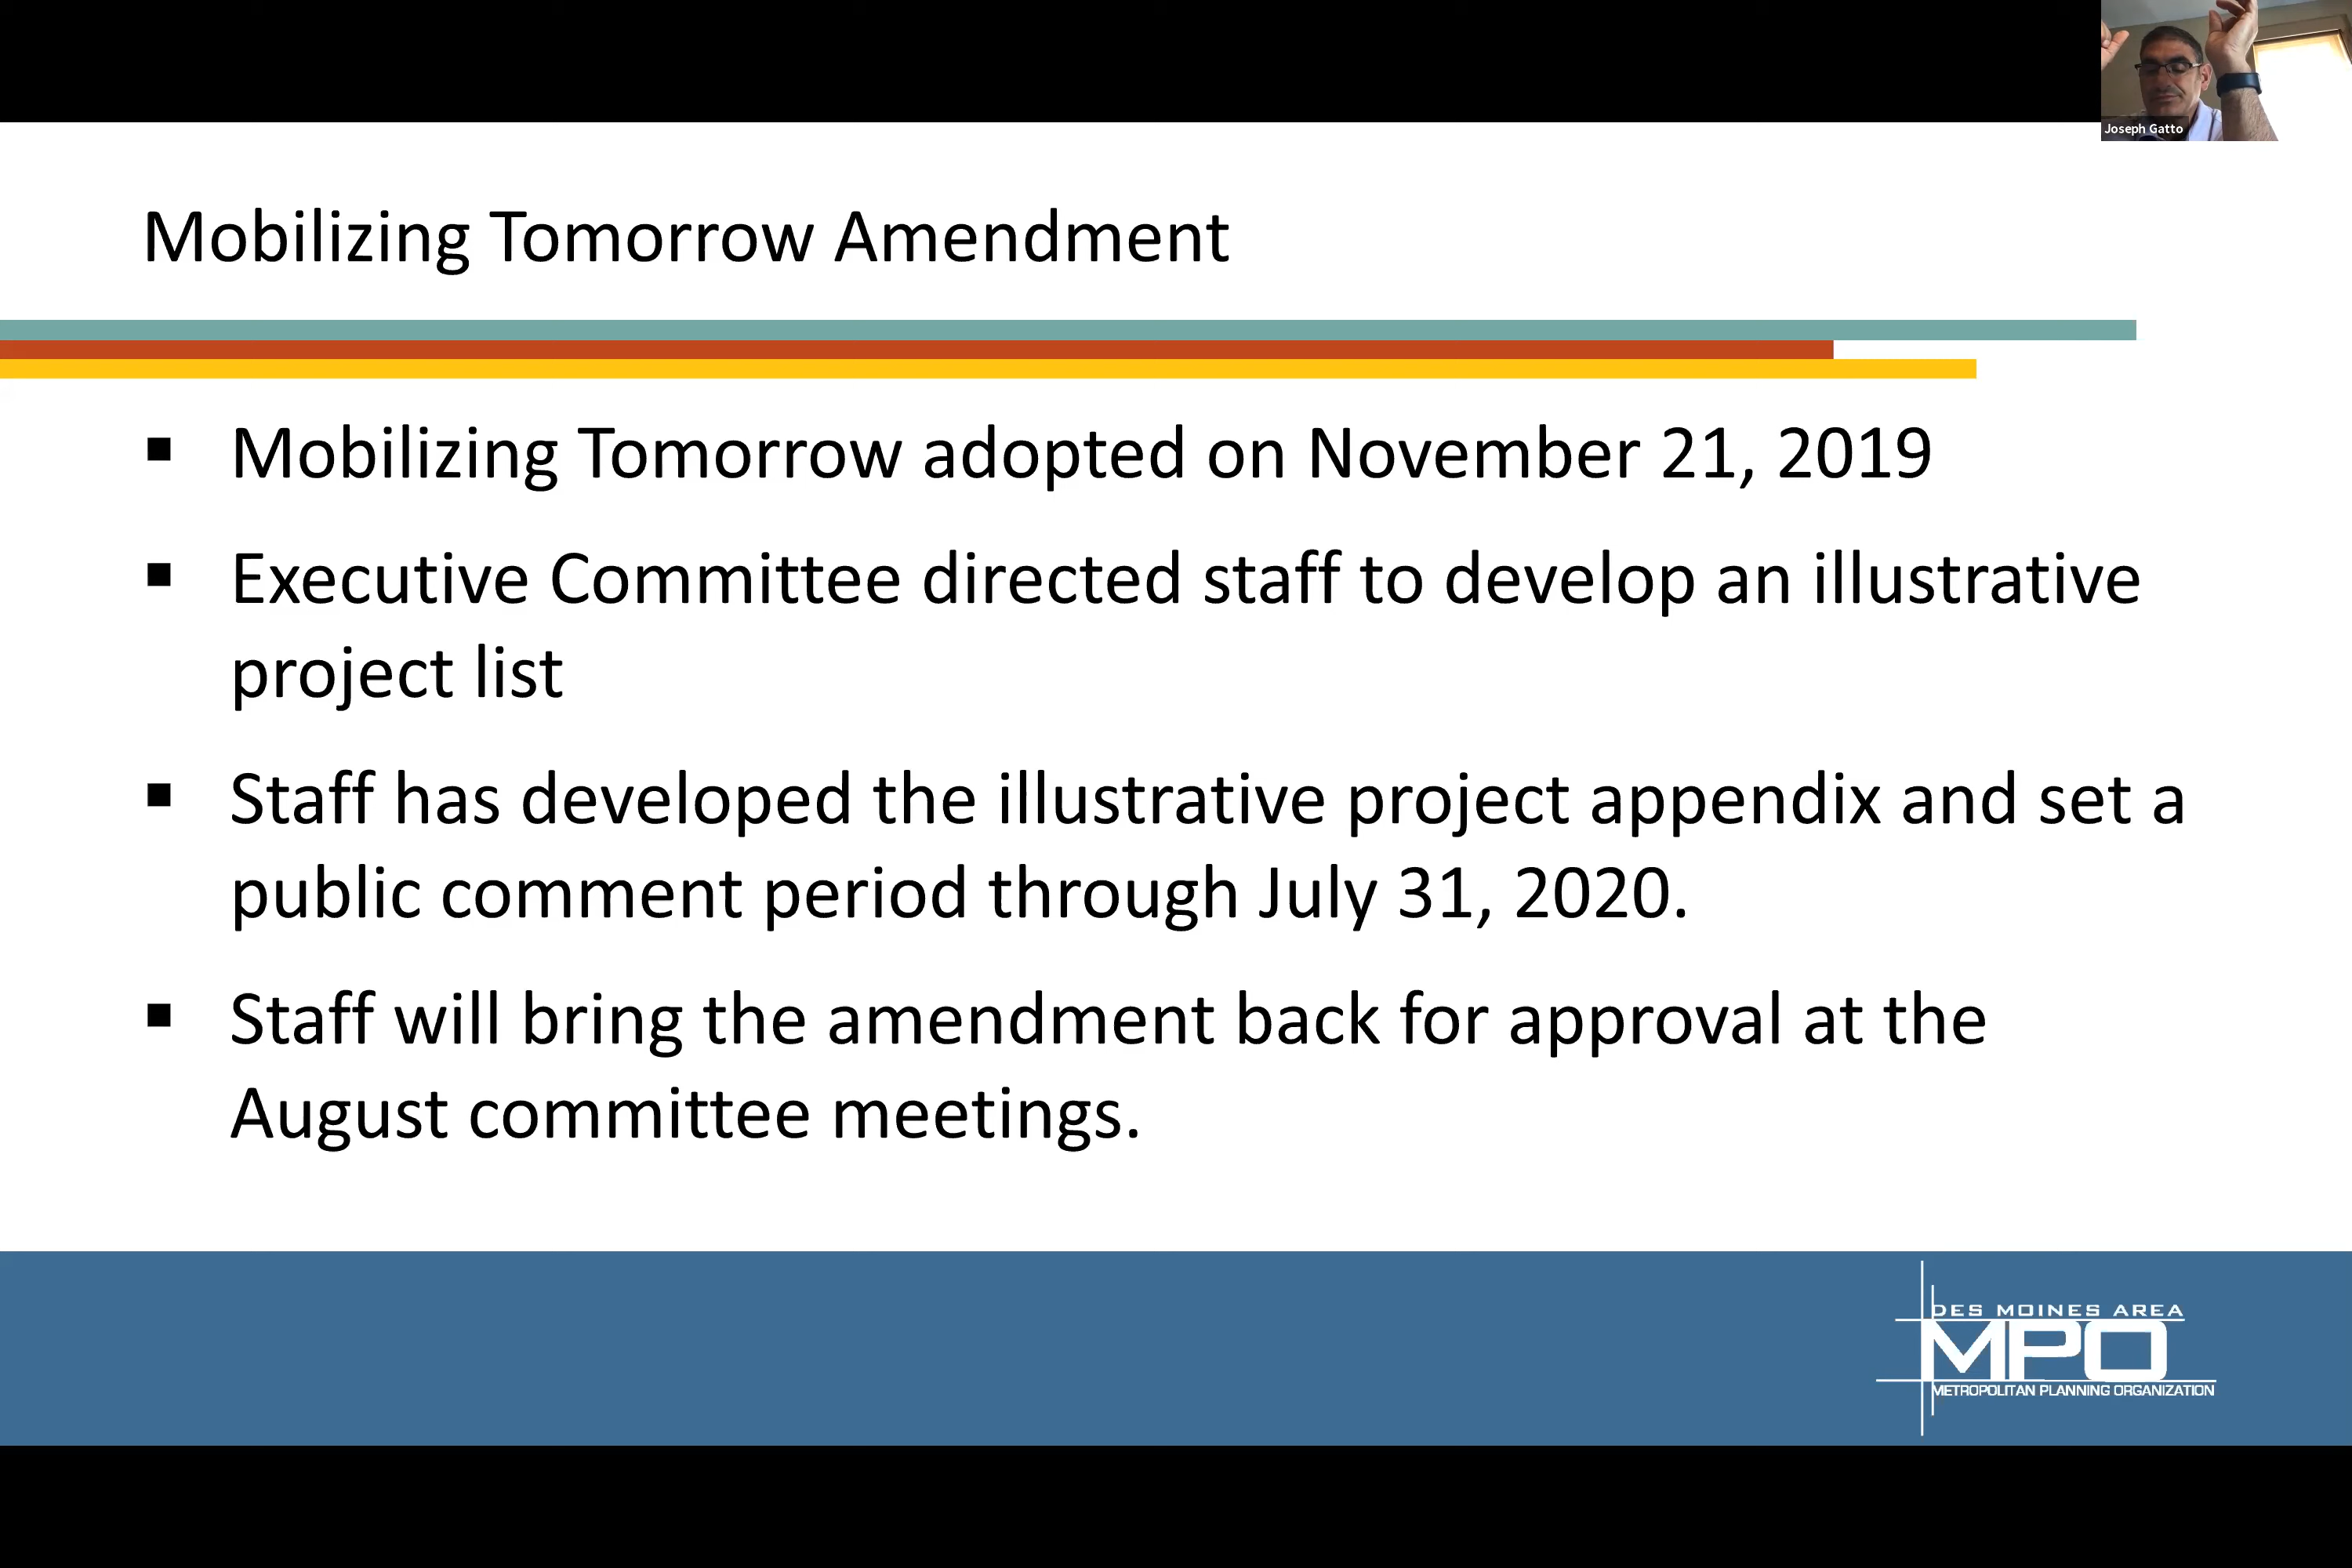 Joseph Gatto
Mobilizing Tomorrow Amendment
▪ Mobilizing Tomorrow adopted on November 21, 2019
▪ Executive Committee directed staff to develop an illustrative
project list
▪ Staff has developed the illustrative project appendix and set a
public comment period through July 31, 2020.
▪ Staff will bring the amendment back for approval at the
August committee meetings.
DES MOINES AREA
MPO
METROPOLITAN PLANNING ORGANIZATION